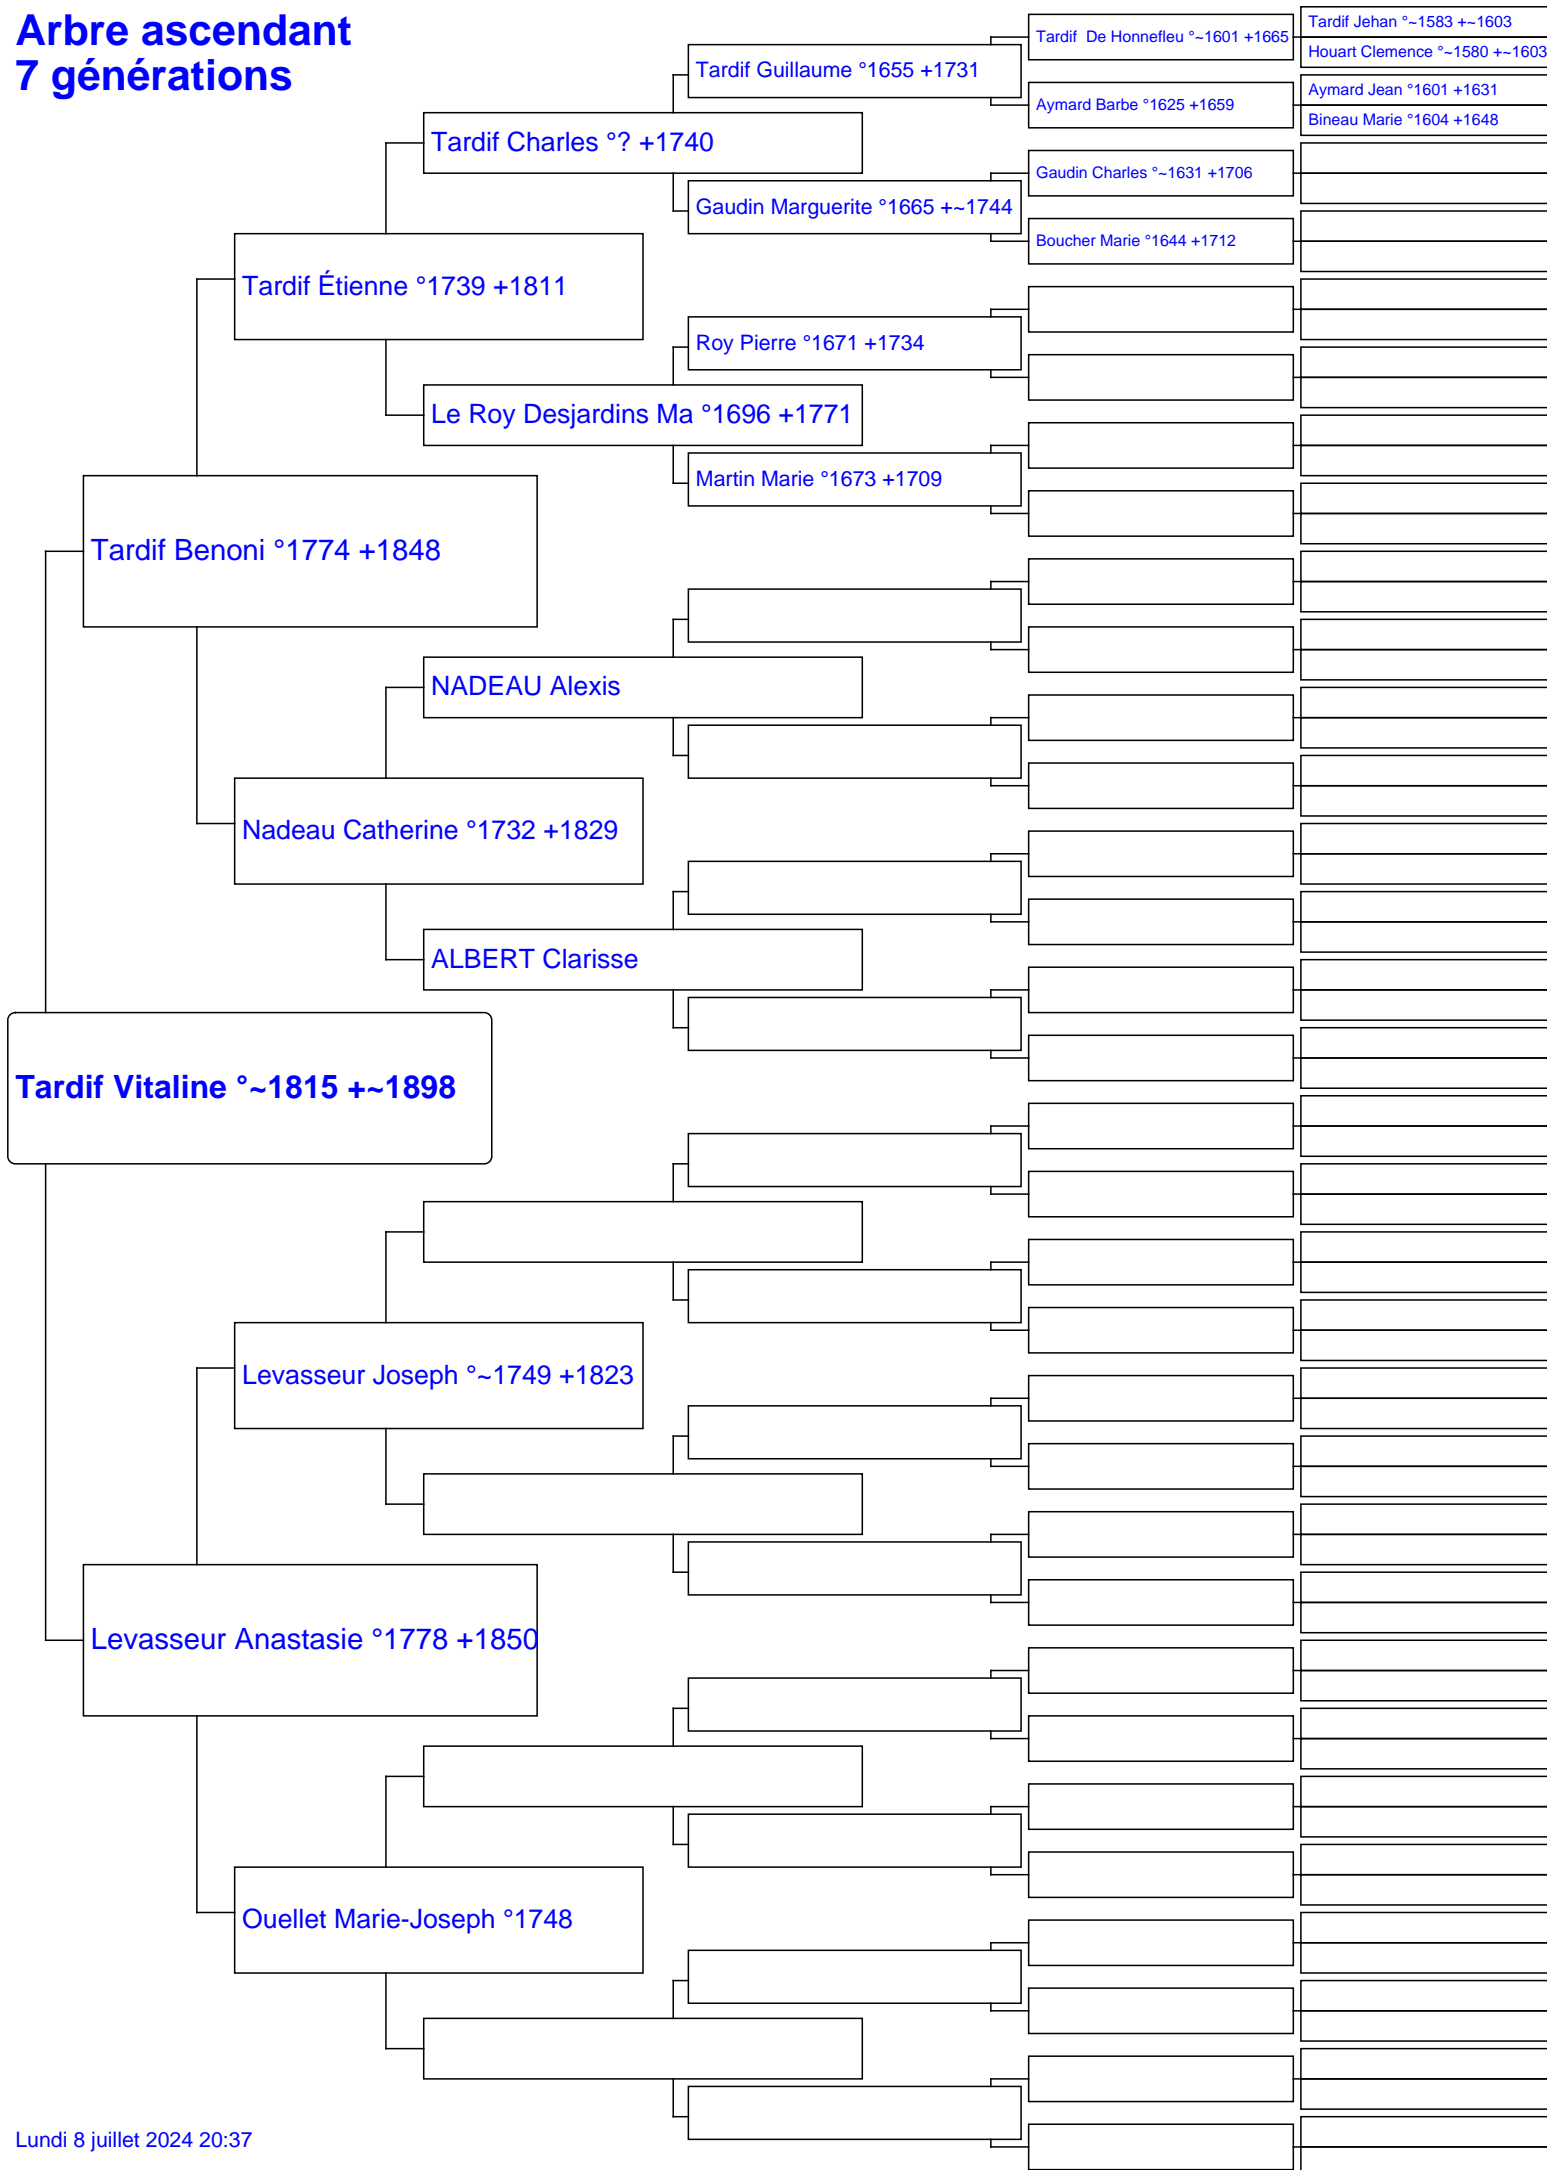 Arbre ascendant
7 générations
Tardif  De Honnefleu °~1601 +1665
Tardif Jehan °~1583 +~1603
Houart Clemence °~1580 +~1603
Tardif Guillaume °1655 +1731
Aymard Barbe °1625 +1659
Aymard Jean °1601 +1631
Bineau Marie °1604 +1648
Tardif Charles °? +1740
Gaudin Charles °~1631 +1706
Gaudin Marguerite °1665 +~1744
Boucher Marie °1644 +1712
Tardif Étienne °1739 +1811
Roy Pierre °1671 +1734
Le Roy Desjardins Ma °1696 +1771
Martin Marie °1673 +1709
Tardif Benoni °1774 +1848
NADEAU Alexis
Nadeau Catherine °1732 +1829
ALBERT Clarisse
Tardif Vitaline °~1815 +~1898
Levasseur Joseph °~1749 +1823
Levasseur Anastasie °1778 +1850
Ouellet Marie-Joseph °1748
Lundi 8 juillet 2024 20:37